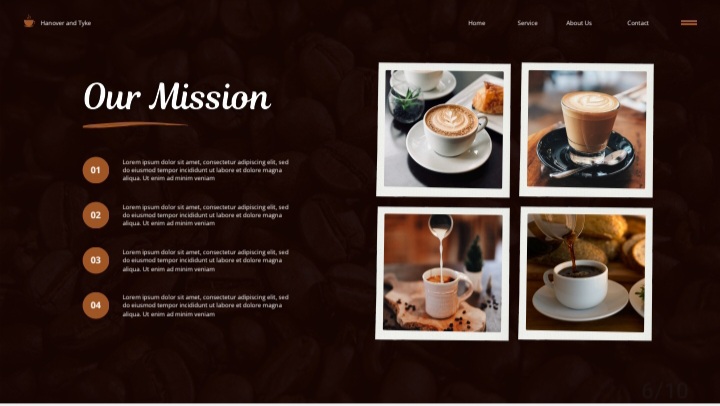 Hanover and Tyke
Home
Service
About Us
Contact
Our Mission
01
Lorem ipsum dolor sit amet, consectetur adipiscing elit, sed
do eiusmod tempor incididunt ut labore et dolore magna
aliqua. Ut enim ad minim veniam
02
Lorem ipsum dolor sit amet, consectetur adipiscing elit, sed
do eiusmod tempor incididunt ut labore et dolore magna
aliqua. Ut enim ad minim veniam
03
Lorem ipsum dolor sit amet, consectetur adipiscing elit, sed
do eiusmod tempor incididunt ut labore et dolore magna
aliqua. Ut enim ad minim veniam
04
Lorem ipsum dolor sit amet, consectetur adipiscing elit, sed
do eiusmod tempor incididunt ut labore et dolore magna
aliqua. Ut enim ad minim veniam
6/10